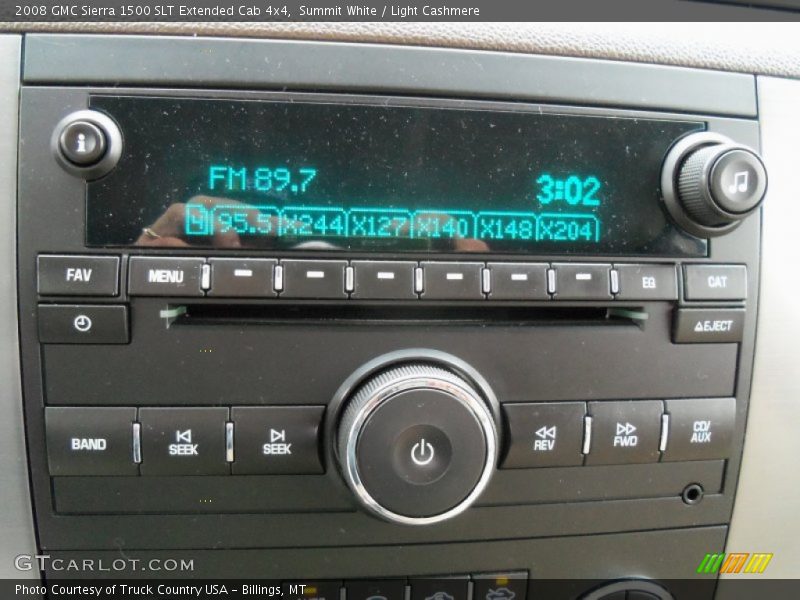 2008 GMC Sierra 1500 SLT Extended Cab 4x4, Summit White / Light Cashmere
i
FM 89.7
3:02
95.5 X244 X127 X140 X148 X204
FAV
MENU
EQ
CAT
EJECT
BAND
SEEK
SEEK
REV
FWD
CD/
AUX
GTCARLOT.COM
Photo Courtesy of Truck Country USA - Billings, MT